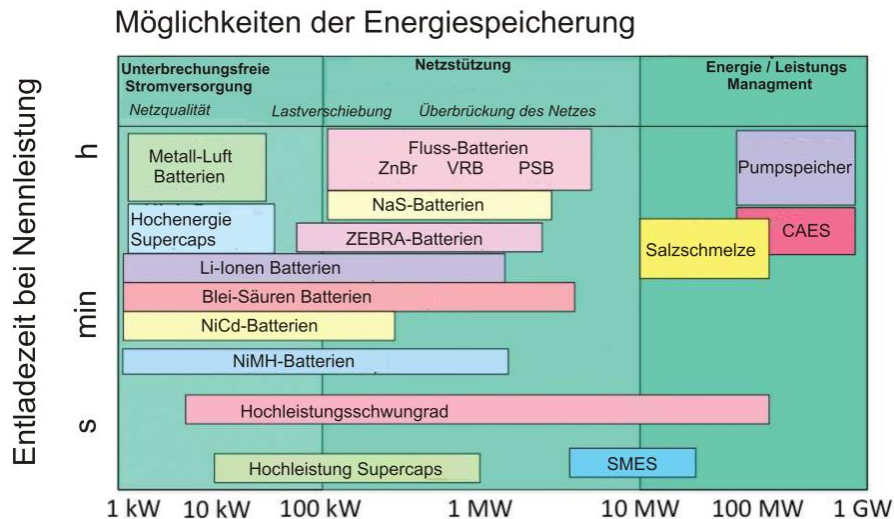 Möglichkeiten der Energiespeicherung
Unterbrechungsfreie
Stromversorgung
Netzstützung
Energie / Leistungs
Managment
Netzqualität
Lastverschiebung
Überbrückung des Netzes
Entladezeit bei Nennleistung
h
min
s
Metall-Luft
Batterien
Fluss-Batterien
ZnBr VRB PSB
Pumpspeicher
NaS-Batterien
Hochenergie
Supercaps
ZEBRA-Batterien
CAES
Salzschmelze
Li-Ionen Batterien
Blei-Säuren Batterien
NiCd-Batterien
NiMH-Batterien
Hochleistungsschwungrad
Hochleistung Supercaps
SMES
1 kW 10 kW 100 kW 1 MW 10 MW 100 MW 1 GW